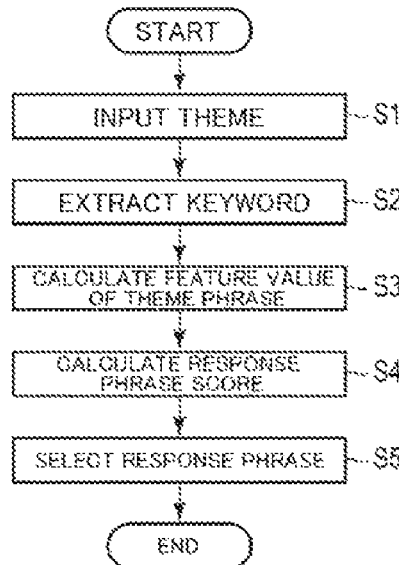 START
INPUT THEME
S1
EXTRACT KEYWORD
S2
CALCULATE FEATURE VALUE
OF THEME PHRASE
S3
CALCULATE RESPONSE
PHRASE SCORE
S4
SELECT RESPONSE PHRASE
S5
END